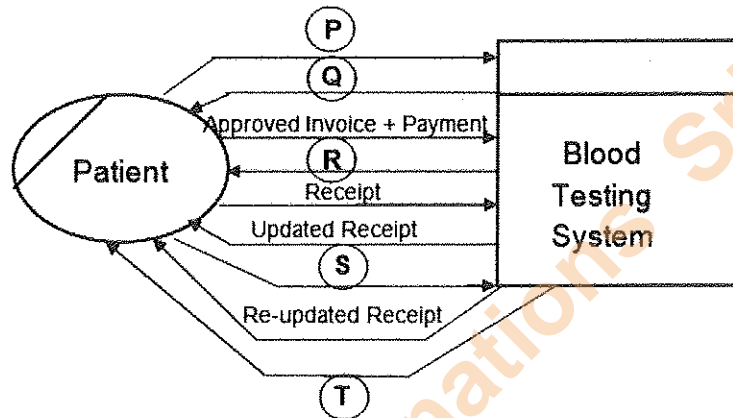 P
Q
Approved Invoice + Payment
R
Receipt
Updated Receipt
S
Re-updated Receipt
T
Patient
Blood
Testing
System